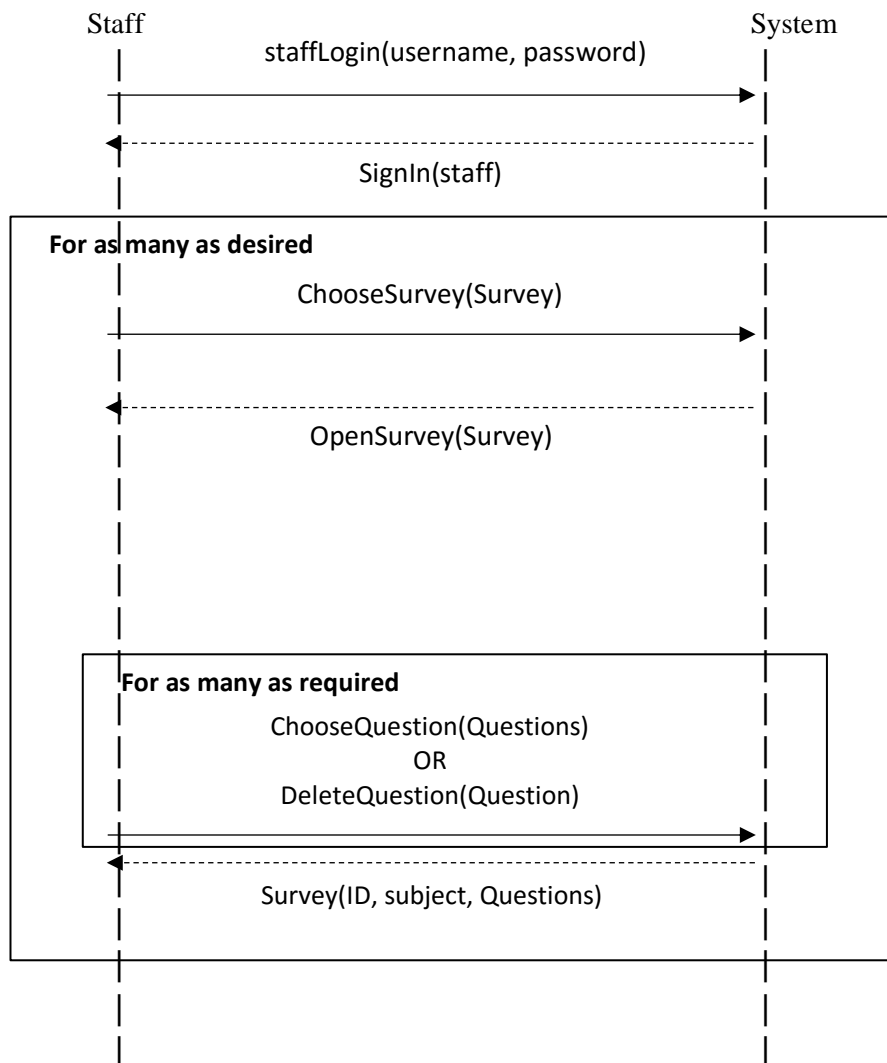 Staff
System
staffLogin(username, password)
SignIn(staff)
For as many as desired
ChooseSurvey(Survey)
OpenSurvey(Survey)
For as many as required
ChooseQuestion(Questions)
OR
DeleteQuestion(Question)
Survey(ID, subject, Questions)